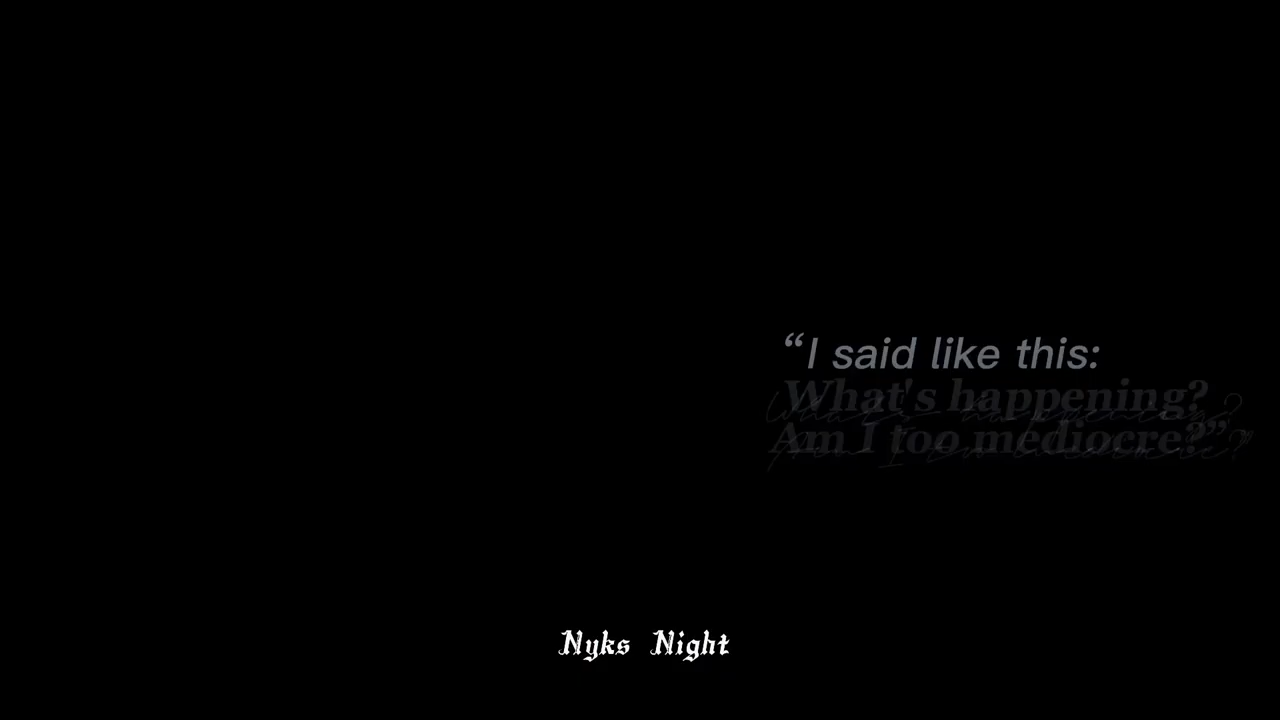 “I said like this:
What's happening?
Am I too mediocre?”
Nyks Night